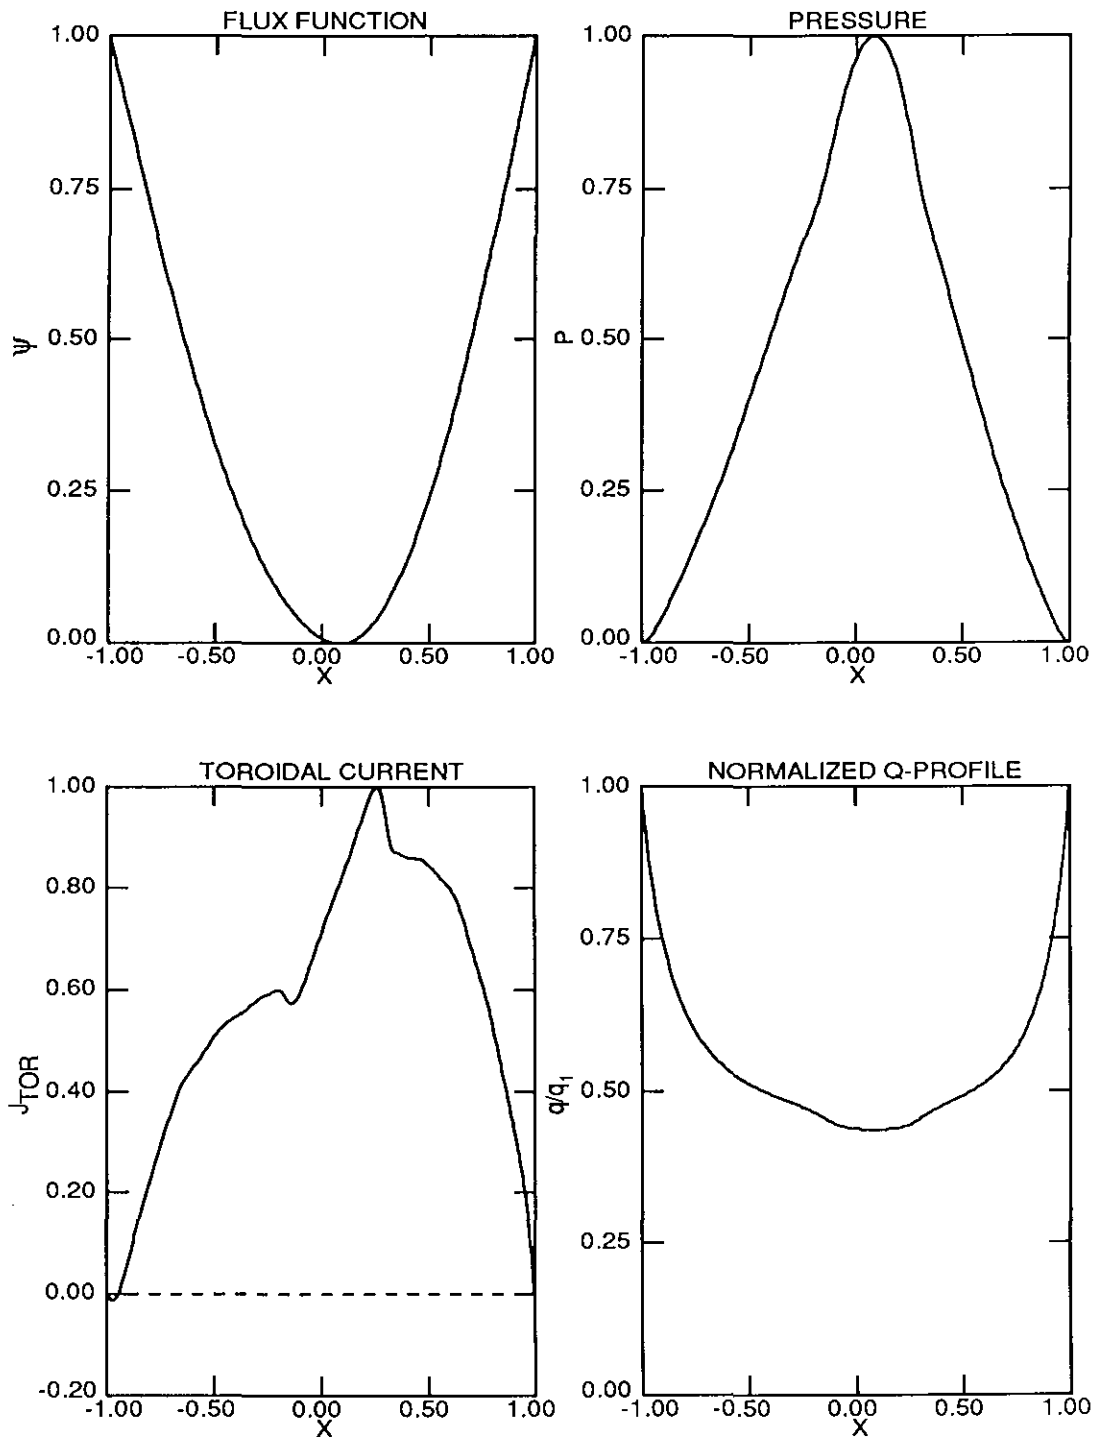 FLUX FUNCTION
1.00
0.75
0.50
0.25
0.00
ψ
-1.00 -0.50 0.00 0.50 1.00
X
PRESSURE
1.00
0.75
0.50
0.25
0.00
P
-1.00 -0.50 0.00 0.50 1.00
X
TOROIDAL CURRENT
1.00
0.80
0.60
0.40
0.20
0.00
-0.20
JTOR
-1.00 -0.50 0.00 0.50 1.00
X
NORMALIZED Q-PROFILE
1.00
0.75
0.50
0.25
0.00
q/q1
-1.00 -0.50 0.00 0.50 1.00
X